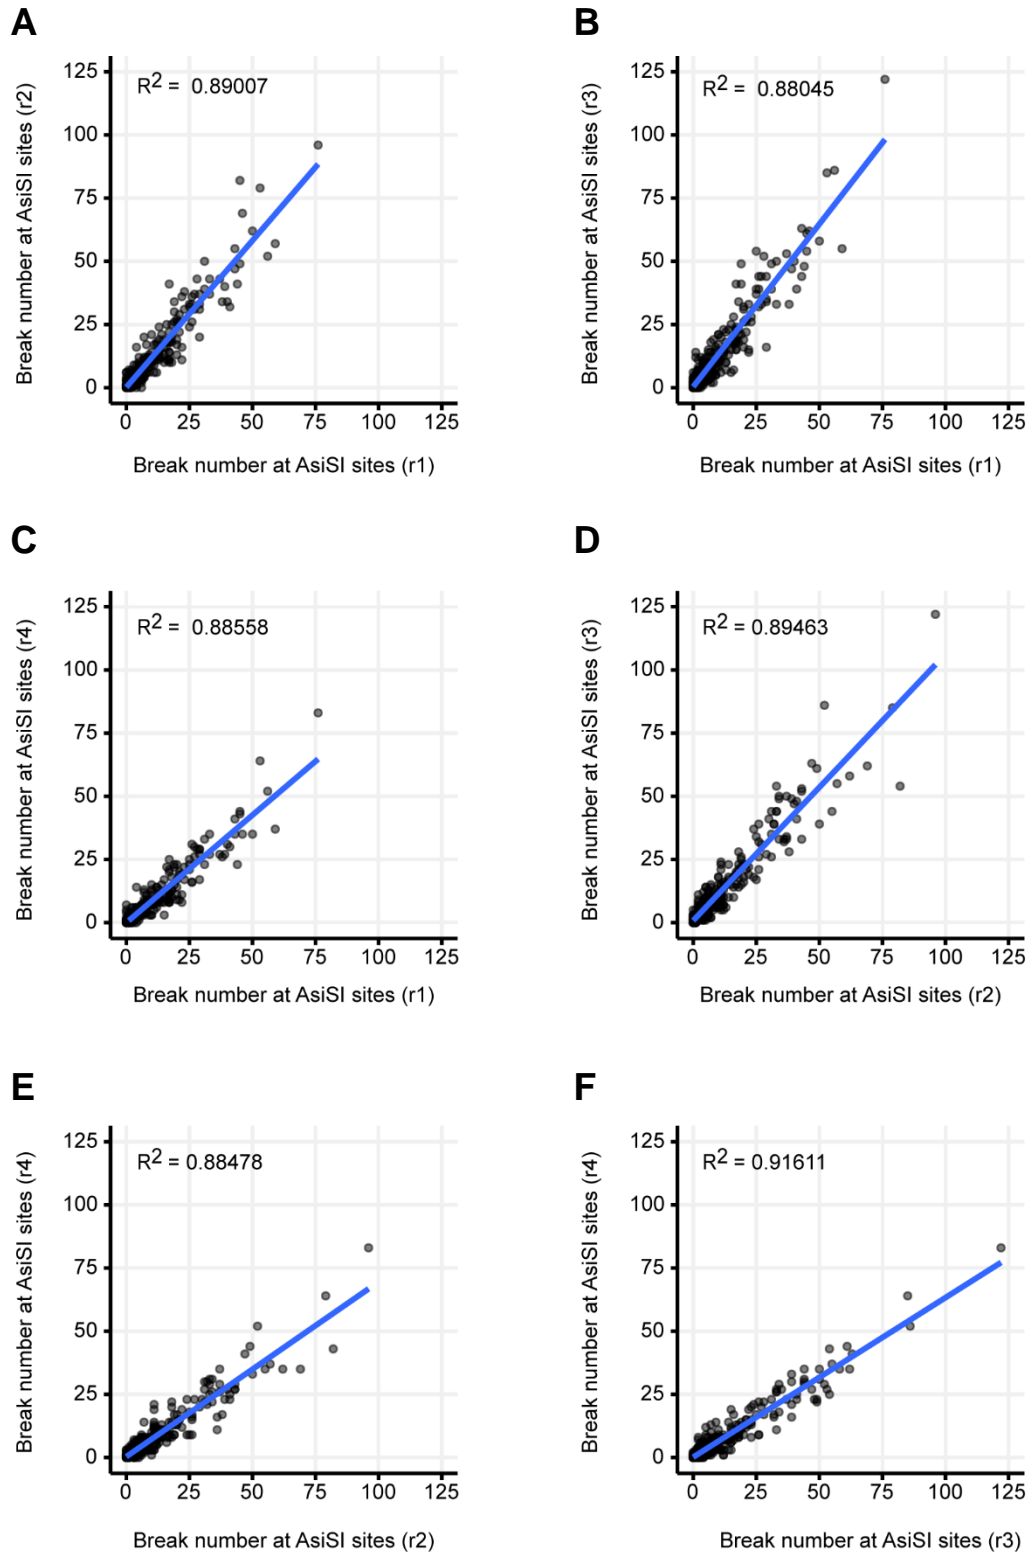 A
B
Break number at AsiSI sites (r2)
R2 = 0.89007
125
100
75
50
25
0
0 25 50 75 100 125
Break number at AsiSI sites (r1)
Break number at AsiSI sites (r3)
R2 = 0.88045
125
100
75
50
25
0
0 25 50 75 100 125
Break number at AsiSI sites (r1)
C
D
Break number at AsiSI sites (r4)
R2 = 0.88558
125
100
75
50
25
0
0 25 50 75 100 125
Break number at AsiSI sites (r1)
Break number at AsiSI sites (r3)
R2 = 0.89463
125
100
75
50
25
0
0 25 50 75 100 125
Break number at AsiSI sites (r2)
E
F
Break number at AsiSI sites (r4)
R2 = 0.88478
125
100
75
50
25
0
0 25 50 75 100 125
Break number at AsiSI sites (r2)
Break number at AsiSI sites (r4)
R2 = 0.91611
125
100
75
50
25
0
0 25 50 75 100 125
Break number at AsiSI sites (r3)